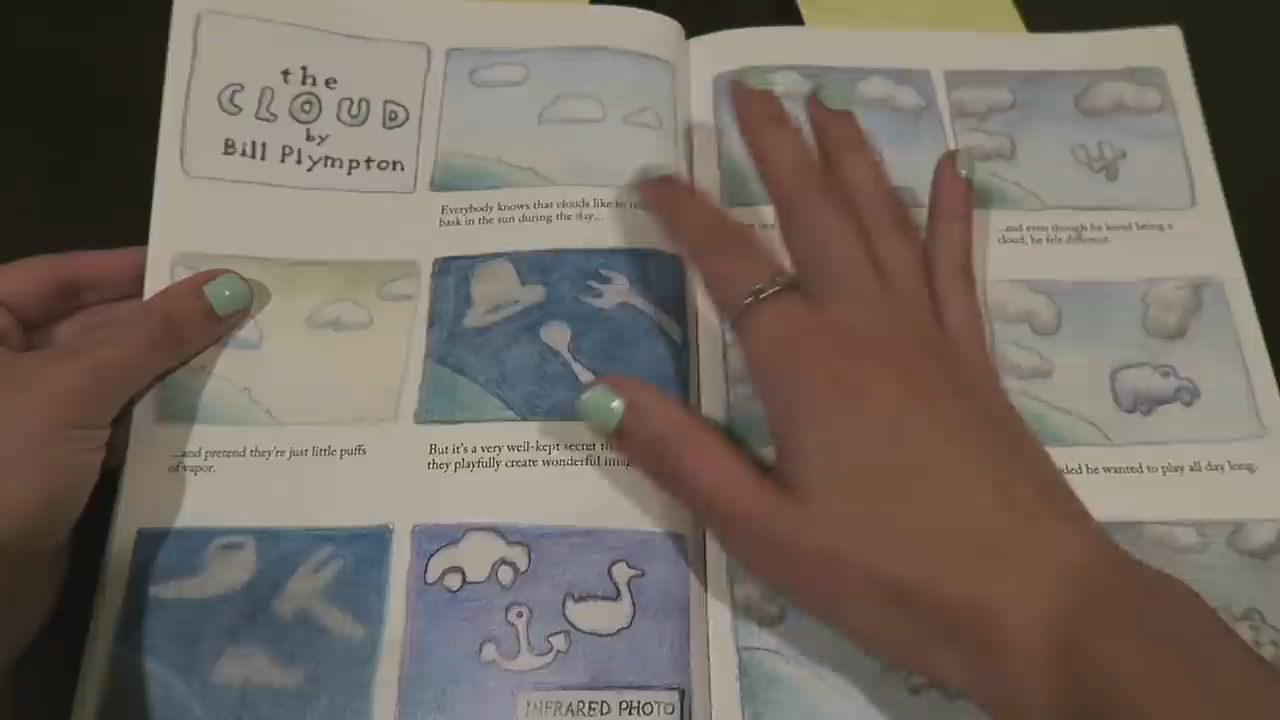 the
CLOUD
by
Bill Plympton
Everybody knows that clouds like to
bask in the sun during the day...
...and even though he loved being a
cloud, he felt different.
...and pretend they're just little puffs
of vapor.
But it's a very well-kept secret
they playfully create wonderful
he wanted to play all day long.
INFRARED PHOTO